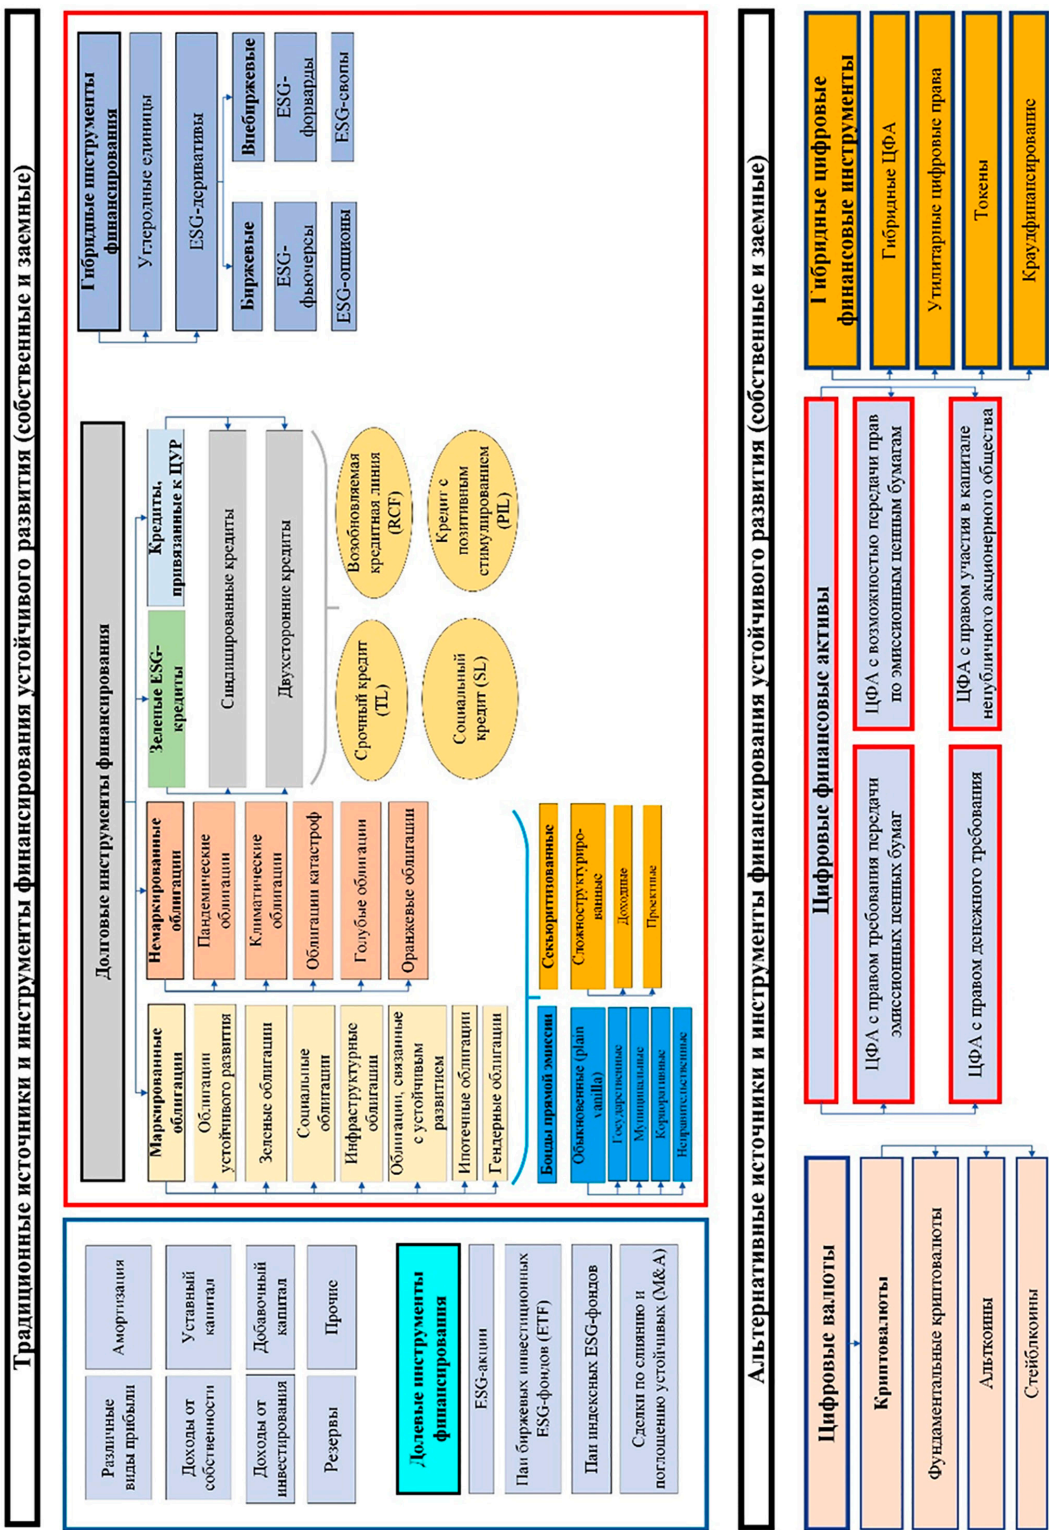 Традиционные источники и инструменты финансирования устойчивого развития (собственные и заемные)
Различные
виды прибыли
Амортизация
Доходы от
собственности
Уставный
капитал
Доходы от
инвестирования
Добавочный
капитал
Резервы
Прочие
Долевые инструменты
финансирования
ESG-акции
Паи биржевых инвестиционных
ESG-фондов (ETF)
Паи индексных ESG-фондов
Сделки по слиянию и
поглощению устойчивых (M&A)
Долговые инструменты финансирования
Маркированные
облигации
Облигации
устойчивого развития
Зеленые облигации
Социальные
облигации
Инфраструктурные
облигации
Облигации, связанные
с устойчивым
развитием
Ипотечные облигации
Гендерные облигации
Немаркированные
облигации
Пандемические
облигации
Климатические
облигации
Облигации катастроф
Голубые облигации
Оранжевые облигации
Бонды прямой эмиссии
Обыкновенные (plain
vanilla)
Государственные
Муниципальные
Корпоративные
Неправительственные
Секьюритизованные
Сложноструктуриро-
ванные
Доходные
Проектные
Зеленые ESG-
кредиты
Кредиты,
привязанные к ЦУР
Синдицированные кредиты
Двухсторонние кредиты
Срочный кредит
(TL)
Возобновляемая
кредитная линия
(RCF)
Социальный
кредит (SL)
Кредит с
позитивным
стимулированием
(PIL)
Гибридные инструменты
финансирования
Углеродные единицы
ESG-деривативы
Биржевые
ESG-
фьючерсы
ESG-опционы
Внебиржевые
ESG-
форварды
ESG-свопы
Альтернативные источники и инструменты финансирования устойчивого развития (собственные и заемные)
Цифровые валюты
Криптовалюты
Фундаментальные криптовалюты
Альткоины
Стейблкоины
Цифровые финансовые активы
ЦФА с правом требования передачи
эмиссионных ценных бумаг
ЦФА с возможностью передачи прав
по эмиссионным ценным бумагам
ЦФА с правом денежного требования
ЦФА с правом участия в капитале
непубличного акционерного общества
Гибридные цифровые
финансовые инструменты
Гибридные ЦФА
Утилитарные цифровые права
Токены
Краудфинансирование